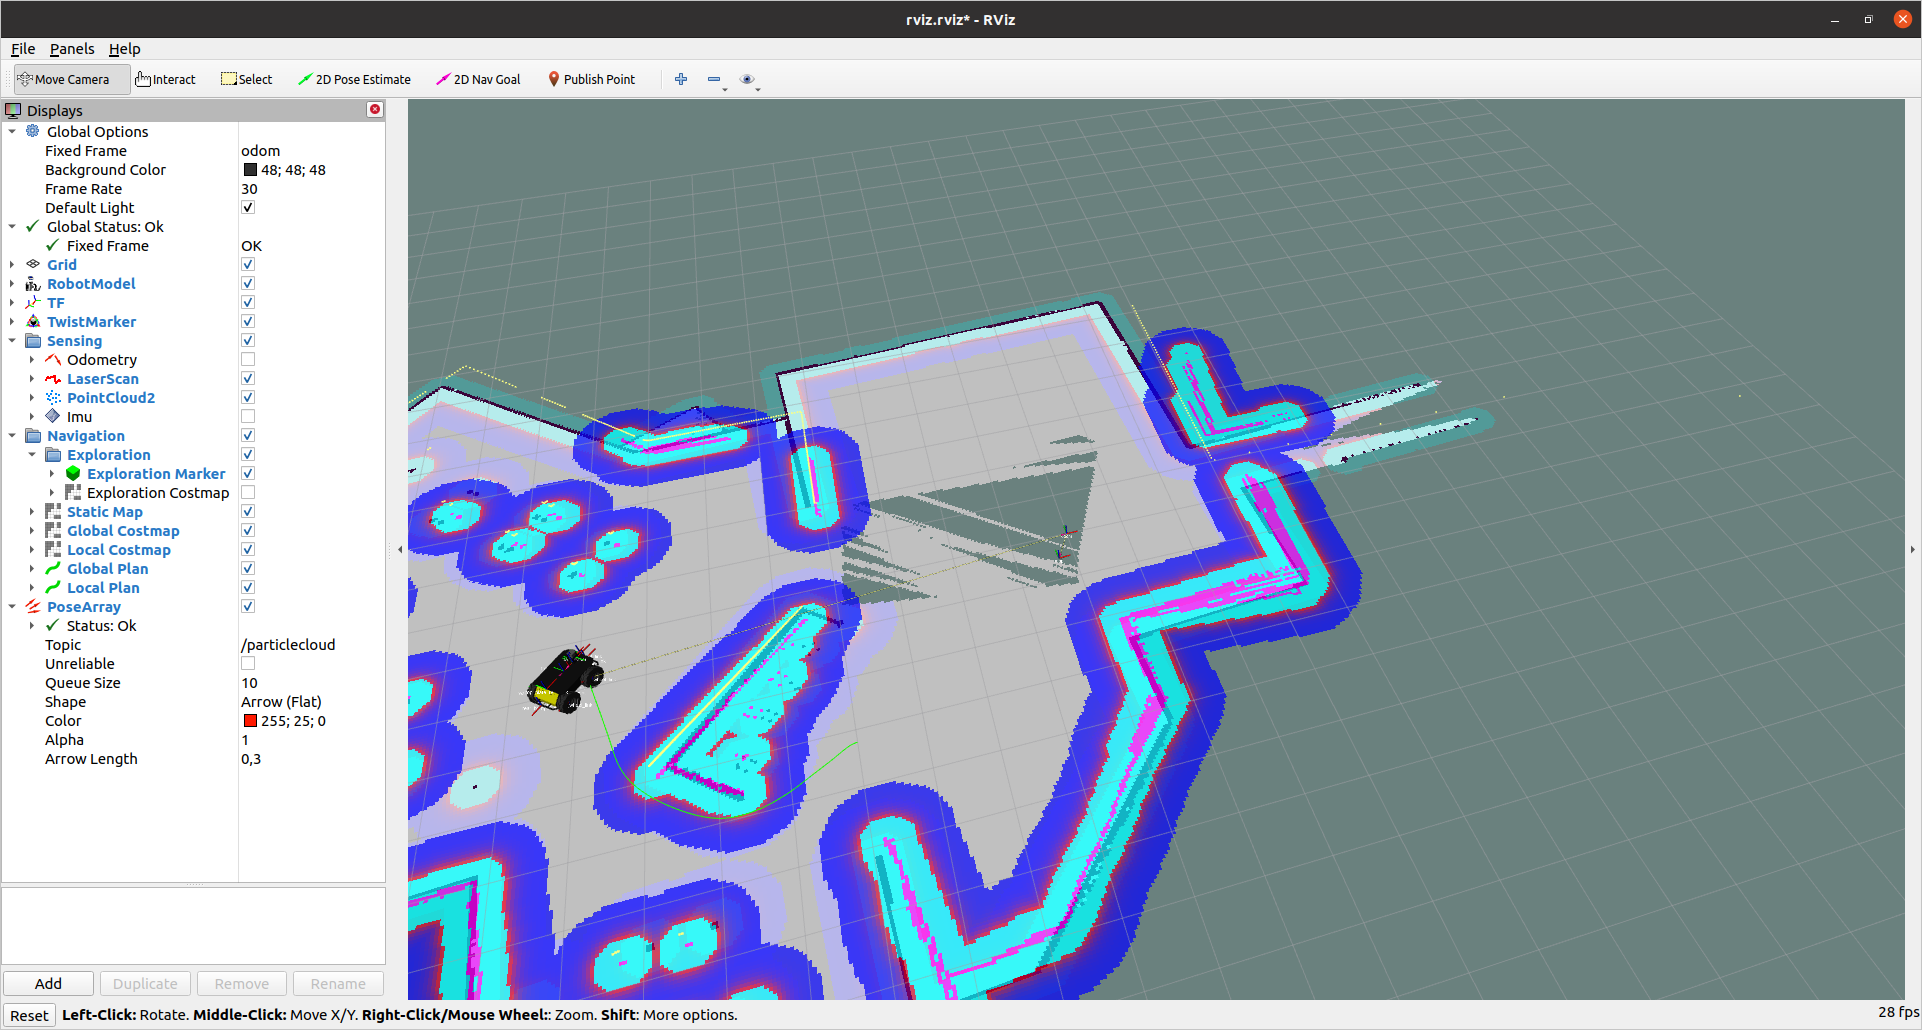 rviz.rviz* - RViz
File Panels Help
Move Camera Interact Select 2D Pose Estimate 2D Nav Goal Publish Point
Displays
Global Options
Fixed Frame odom
Background Color 48; 48; 48
Frame Rate 30
Default Light
Global Status: Ok
Fixed Frame OK
Grid
RobotModel
TF
TwistMarker
Sensing
Odometry
LaserScan
PointCloud2
Imu
Navigation
Exploration
Exploration Marker
Exploration Costmap
Static Map
Global Costmap
Local Costmap
Global Plan
Local Plan
PoseArray
Status: Ok
Topic /particlecloud
Unreliable
Queue Size 10
Shape Arrow (Flat)
Color 255; 25; 0
Alpha 1
Arrow Length 0,3
Add Duplicate Remove Rename
Reset Left-Click: Rotate. Middle-Click: Move X/Y. Right-Click/Mouse Wheel:: Zoom. Shift: More options. 28 fps